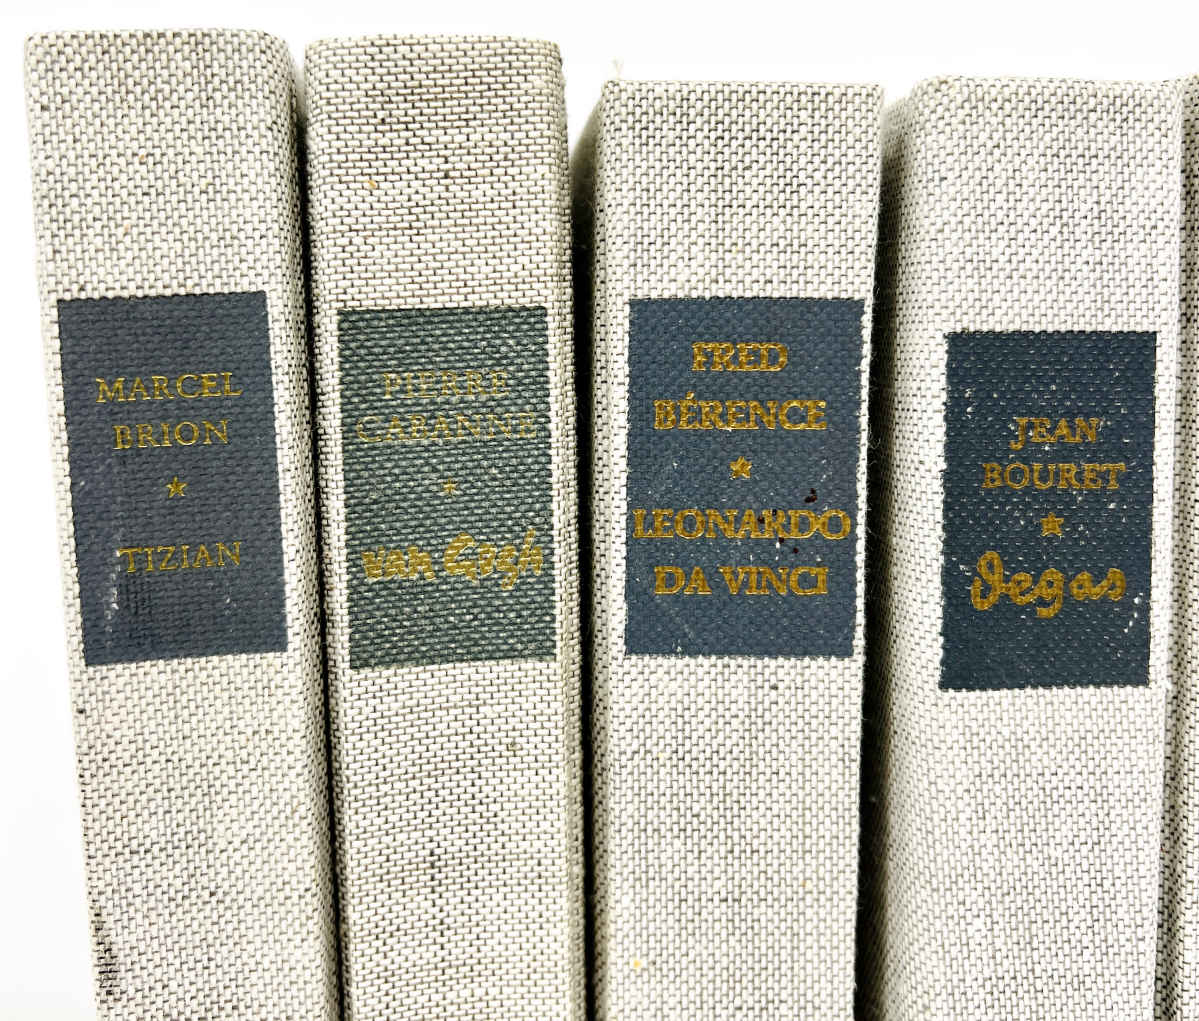 MARCEL
BRION
★
TIZIAN
PIERRE
CABANNE
★
van Gogh
FRED
BÉRENCE
★
LEONARDO
DA VINCI
JEAN
BOURET
★
Degas